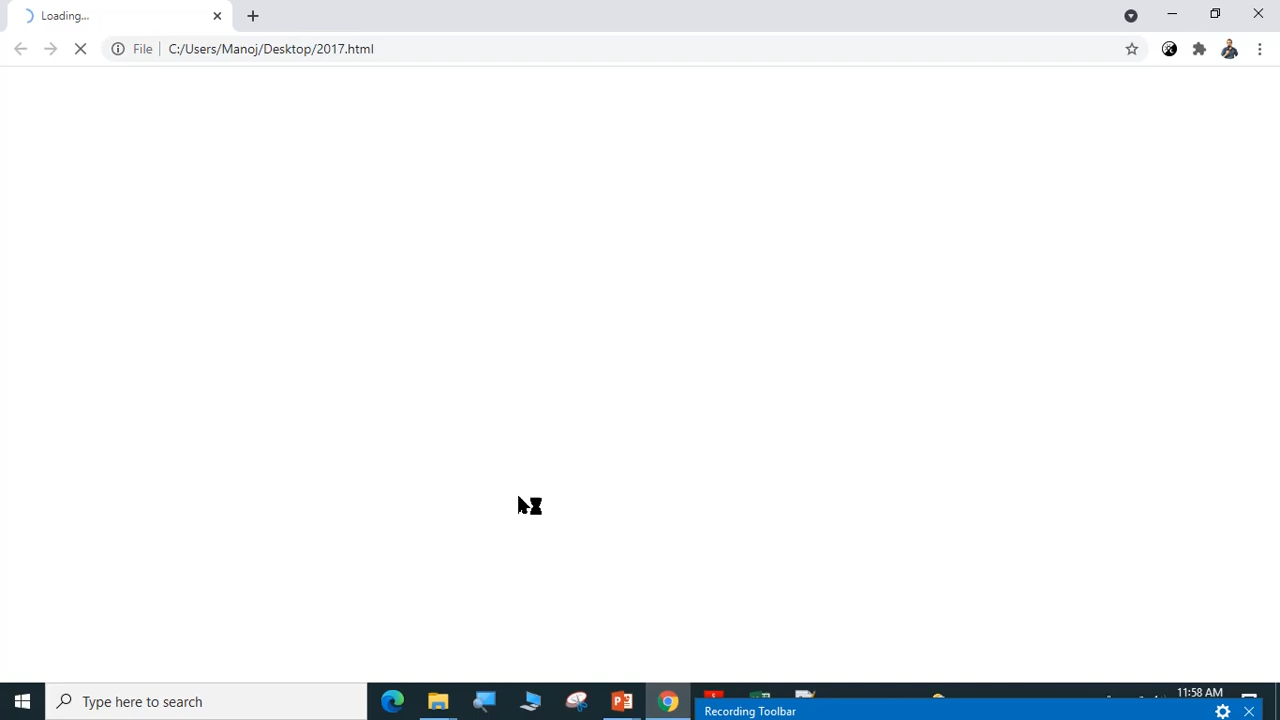 Loading...
File C:/Users/Manoj/Desktop/2017.html
Type here to search
11:58 AM
Recording Toolbar